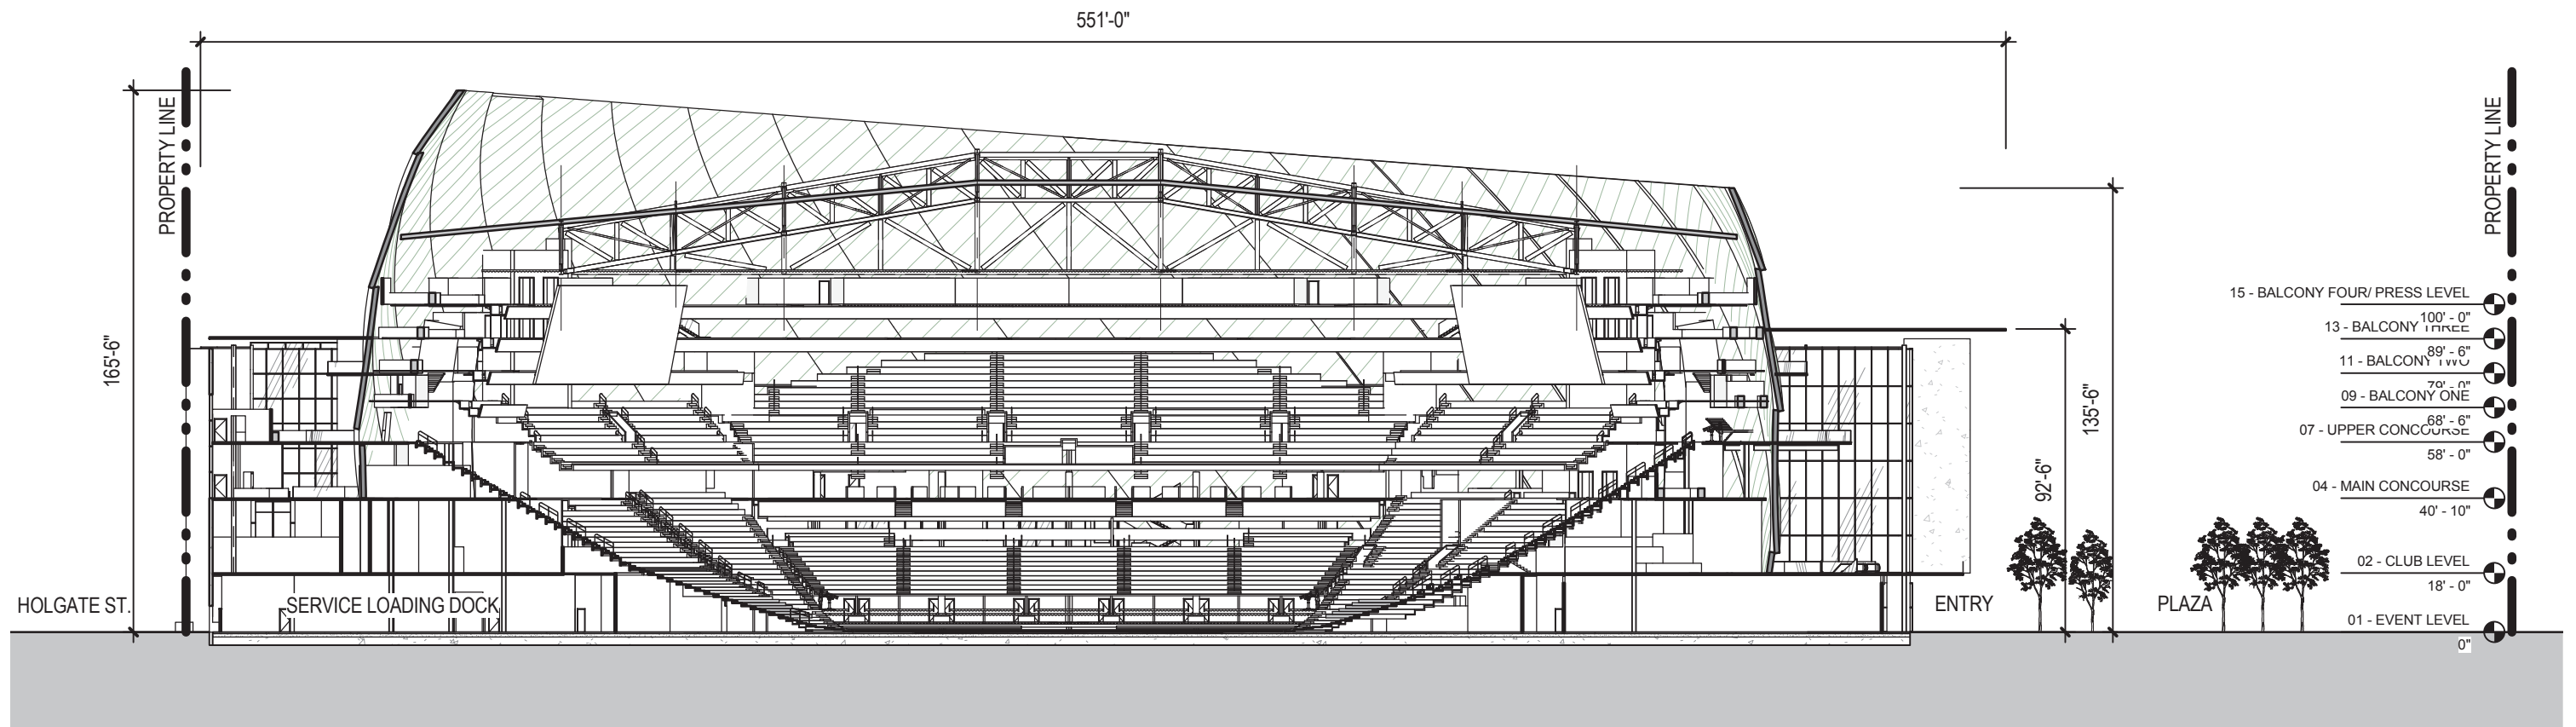 551'-0"
PROPERTY LINE
PROPERTY LINE
165'-6"
135'-6"
92'-6"
15 - BALCONY FOUR/ PRESS LEVEL
100' - 0"
13 - BALCONY THREE
89' - 6"
11 - BALCONY TWO
79' - 0"
09 - BALCONY ONE
68' - 6"
07 - UPPER CONCOURSE
58' - 0"
04 - MAIN CONCOURSE
40' - 10"
02 - CLUB LEVEL
18' - 0"
HOLGATE ST.
SERVICE LOADING DOCK
ENTRY
PLAZA
01 - EVENT LEVEL
0"